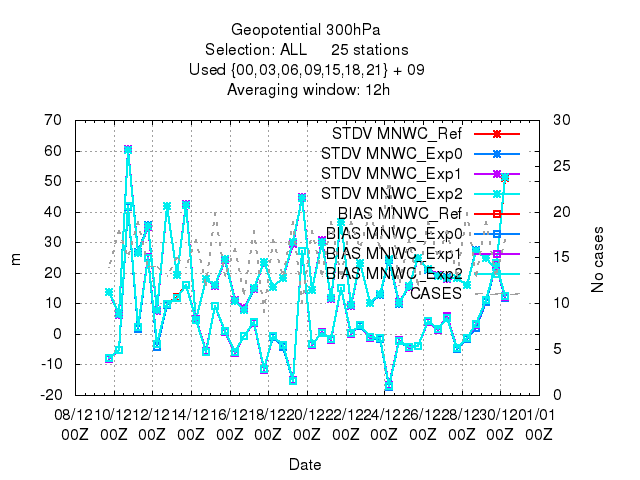 Geopotential 300hPa
Selection: ALL 25 stations
Used {00,03,06,09,15,18,21} + 09
Averaging window: 12h
70
60
50
40
30
20
10
0
-10
-20
m
30
25
20
15
10
5
0
No cases
STDV MNWC_Ref
STDV MNWC_Exp0
STDV MNWC_Exp1
STDV MNWC_Exp2
BIAS MNWC_Ref
BIAS MNWC_Exp0
BIAS MNWC_Exp1
BIAS MNWC_Exp2
CASES
08/12 10/12 12/12 14/12 16/12 18/12 20/12 22/12 24/12 26/12 28/12 30/12 01/01
00Z 00Z 00Z 00Z 00Z 00Z 00Z 00Z 00Z 00Z 00Z 00Z 00Z
Date